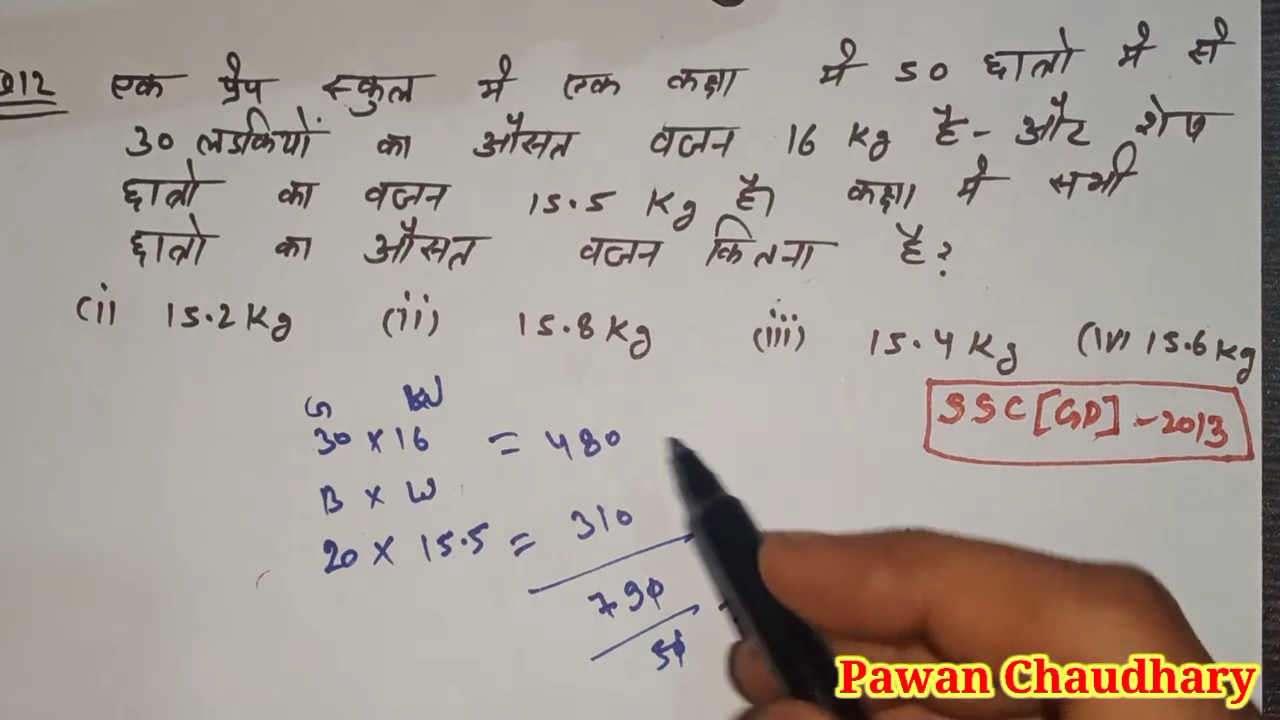 Q12 एक प्रेप स्कुल में एक कक्षा में 50 छात्रो में से
30 लडकियों का औसत वजन 16 kg है- और शेष
छात्रो का वजन 15.5 Kg है। कक्षा में सभी
छात्रो का औसत वजन कितना है?
(i) 15.2 Kg (ii) 15.8 Kg (iii) 15.4 Kg (iv) 15.6 kg
SSC [GD] - 2013
G W
30 × 16 = 480
B × W
20 × 15.5 = 310
790
50
Pawan Chaudhary